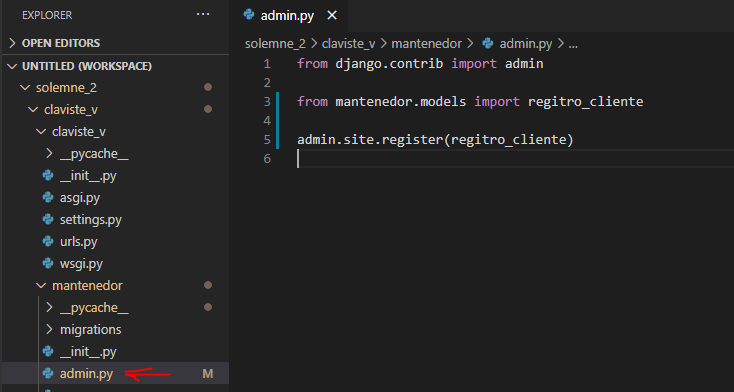 EXPLORER
OPEN EDITORS
UNTITLED (WORKSPACE)
solemne_2
claviste_v
claviste_v
__pycache__
__init__.py
asgi.py
settings.py
urls.py
wsgi.py
mantenedor
__pycache__
migrations
__init__.py
admin.py M
admin.py
solemne_2 > claviste_v > mantenedor > admin.py > ...
1 from django.contrib import admin
2
3 from mantenedor.models import regitro_cliente
4
5 admin.site.register(regitro_cliente)
6